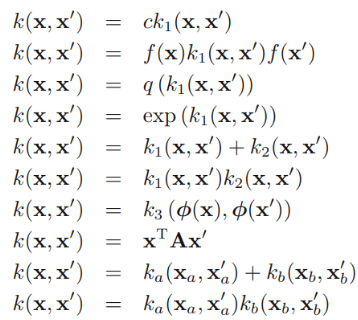 k(x, x′) = ck₁(x, x′)
k(x, x′) = f(x)k₁(x, x′)f(x′)
k(x, x′) = q (k₁(x, x′))
k(x, x′) = exp (k₁(x, x′))
k(x, x′) = k₁(x, x′) + k₂(x, x′)
k(x, x′) = k₁(x, x′)k₂(x, x′)
k(x, x′) = k₃ (ϕ(x), ϕ(x′))
k(x, x′) = xᵀAx′
k(x, x′) = kₐ(xₐ, x′ₐ) + k_b(x_b, x′_b)
k(x, x′) = kₐ(xₐ, x′ₐ)k_b(x_b, x′_b)